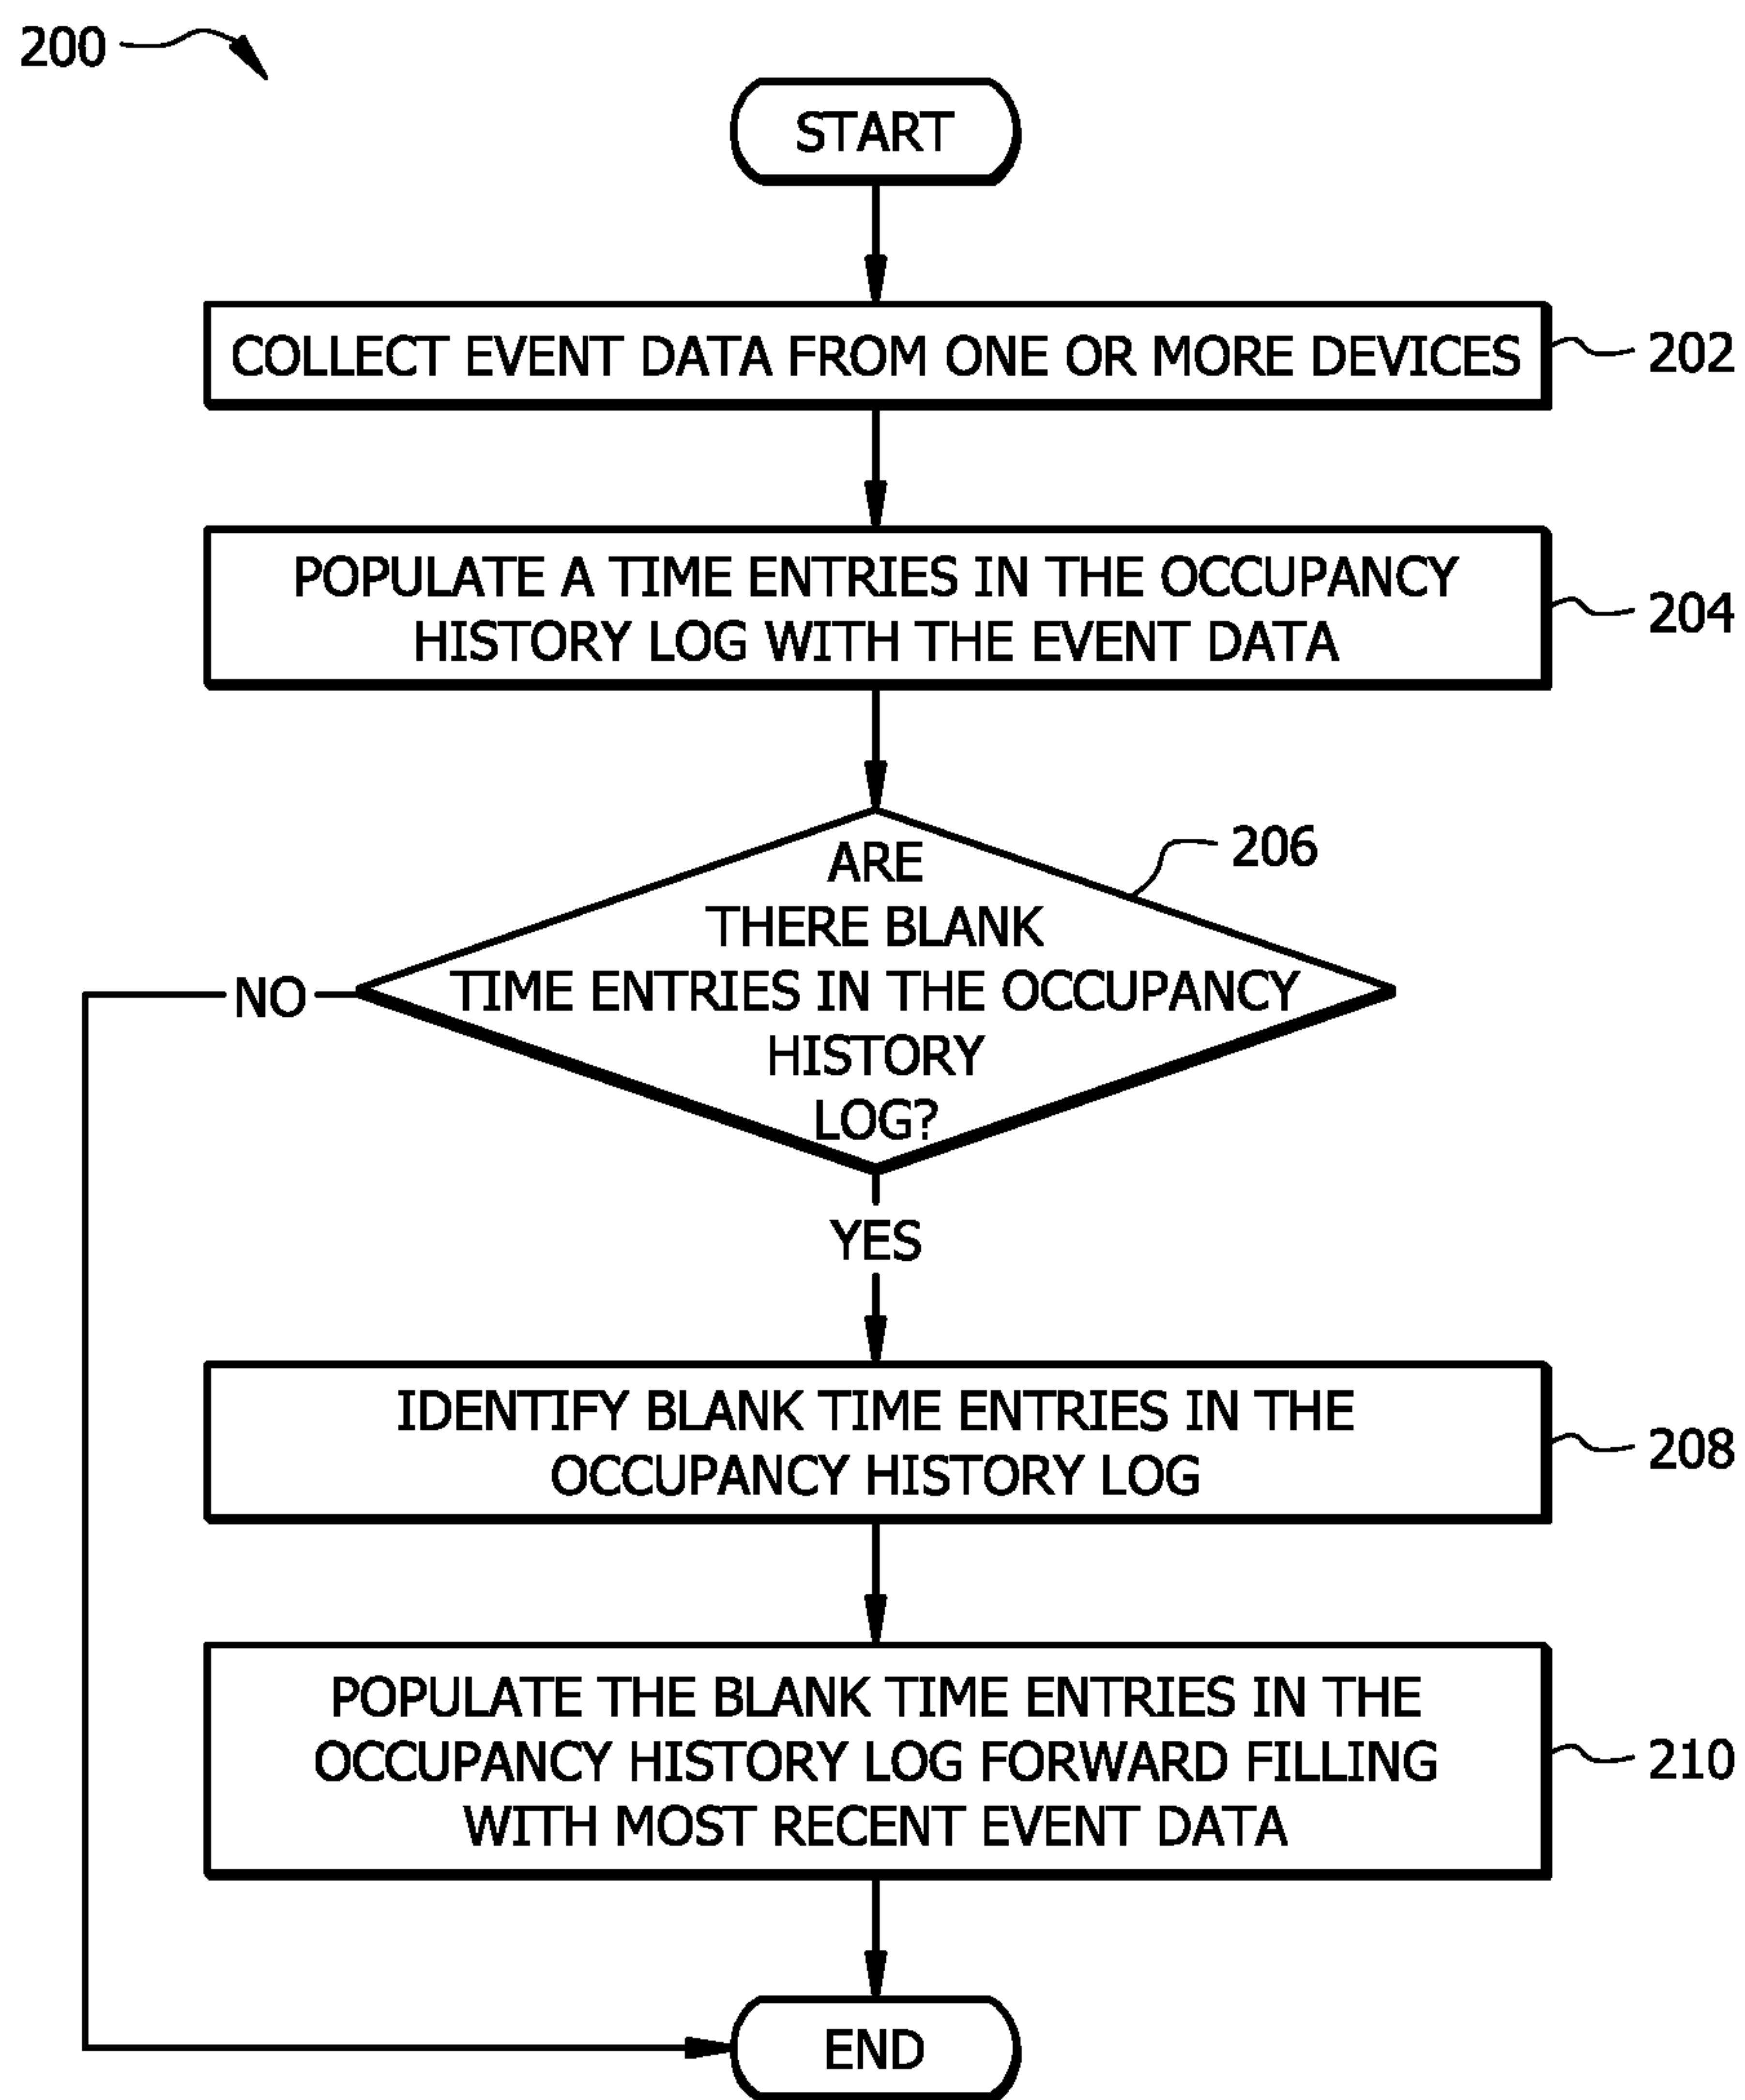 200
START
COLLECT EVENT DATA FROM ONE OR MORE DEVICES
202
POPULATE A TIME ENTRIES IN THE OCCUPANCY
HISTORY LOG WITH THE EVENT DATA
204
206
ARE
THERE BLANK
TIME ENTRIES IN THE OCCUPANCY
HISTORY
LOG?
NO
YES
IDENTIFY BLANK TIME ENTRIES IN THE
OCCUPANCY HISTORY LOG
208
POPULATE THE BLANK TIME ENTRIES IN THE
OCCUPANCY HISTORY LOG FORWARD FILLING
WITH MOST RECENT EVENT DATA
210
END